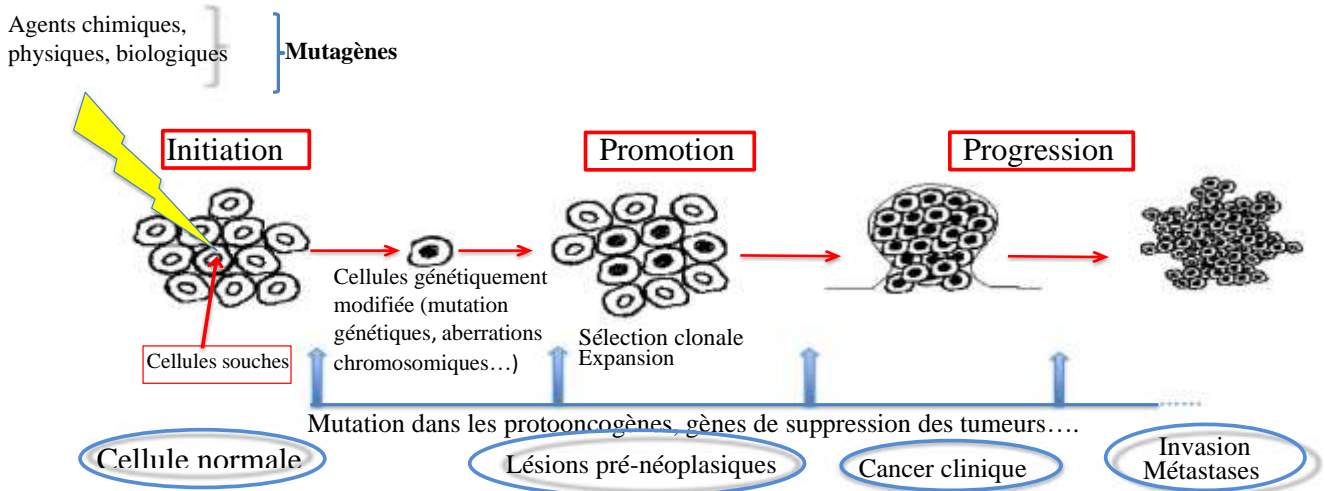 Agents chimiques,
physiques, biologiques
Mutagènes
Initiation
Promotion
Progression
Cellules génétiquement
modifiée (mutation
génétiques, aberrations
chromosomiques…)
Cellules souches
Sélection clonale
Expansion
Mutation dans les protooncogènes, gènes de suppression des tumeurs….
Cellule normale
Lésions pré-néoplasiques
Cancer clinique
Invasion
Métastases